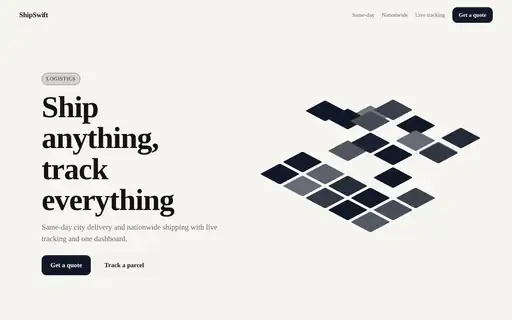 ShipSwift
Same-day Nationwide Live tracking Get a quote
LOGISTICS
Ship
anything,
track
everything
Same-day city delivery and nationwide shipping with live
tracking and one dashboard.
Get a quote Track a parcel